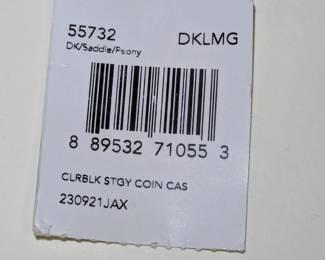 55732 DKLMG
DK/Saddle/Peony
8 89532 71055 3
CLRBLK STGY COIN CAS
230921JAX